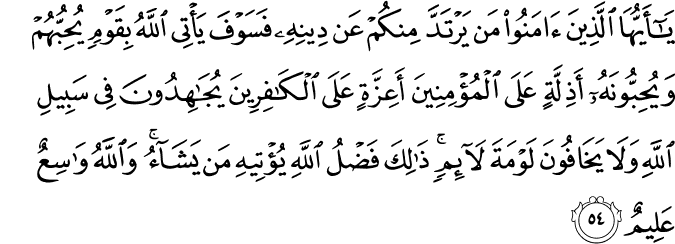 يَـٰٓأَيُّهَا ٱلَّذِينَ ءَامَنُوا۟ مَن يَرْتَدَّ مِنكُمْ عَن دِينِهِۦ فَسَوْفَ يَأْتِى ٱللَّهُ بِقَوْمٍ يُحِبُّهُمْ
وَيُحِبُّونَهُۥٓ أَذِلَّةٍ عَلَى ٱلْمُؤْمِنِينَ أَعِزَّةٍ عَلَى ٱلْكَـٰفِرِينَ يُجَـٰهِدُونَ فِى سَبِيلِ
ٱللَّهِ وَلَا يَخَافُونَ لَوْمَةَ لَآئِمٍ ۚ ذَٰلِكَ فَضْلُ ٱللَّهِ يُؤْتِيهِ مَن يَشَآءُ ۚ وَٱللَّهُ وَٰسِعٌ
عَلِيمٌ ٥٤